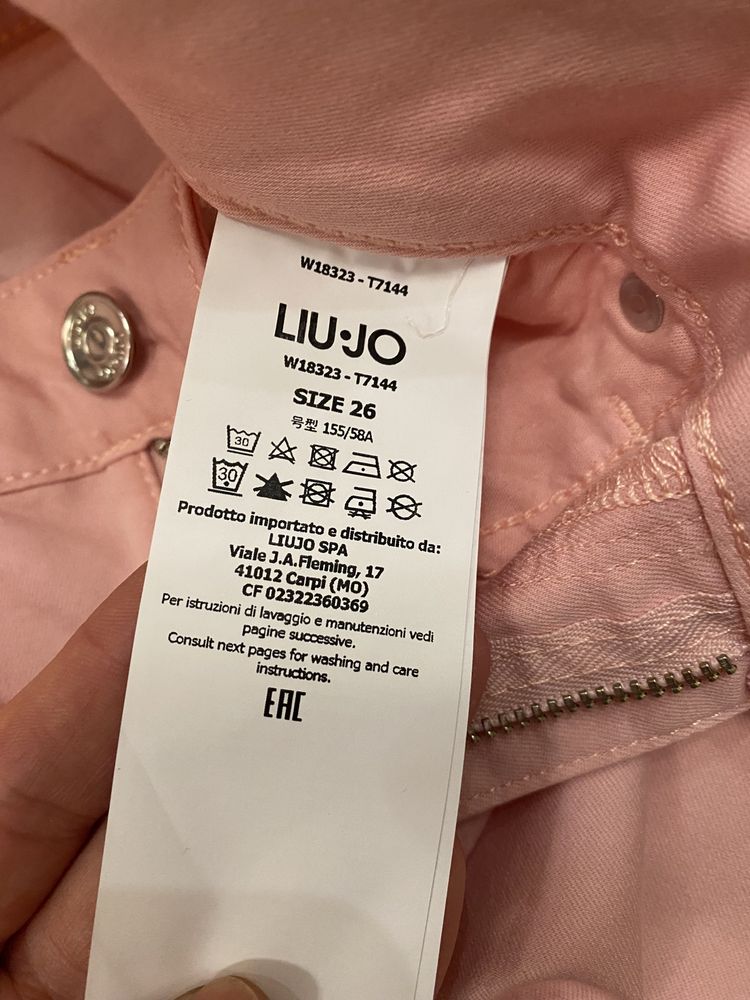 W18323 - T7144
LIU·JO
W18323 - T7144
SIZE 26
号型 155/58A
30
30
Prodotto importato e distribuito da:
LIUJO SPA
Viale J.A.Fleming, 17
41012 Carpi (MO)
CF 02322360369
Per istruzioni di lavaggio e manutenzioni vedi
pagine successive.
Consult next pages for washing and care
instructions.
EAC